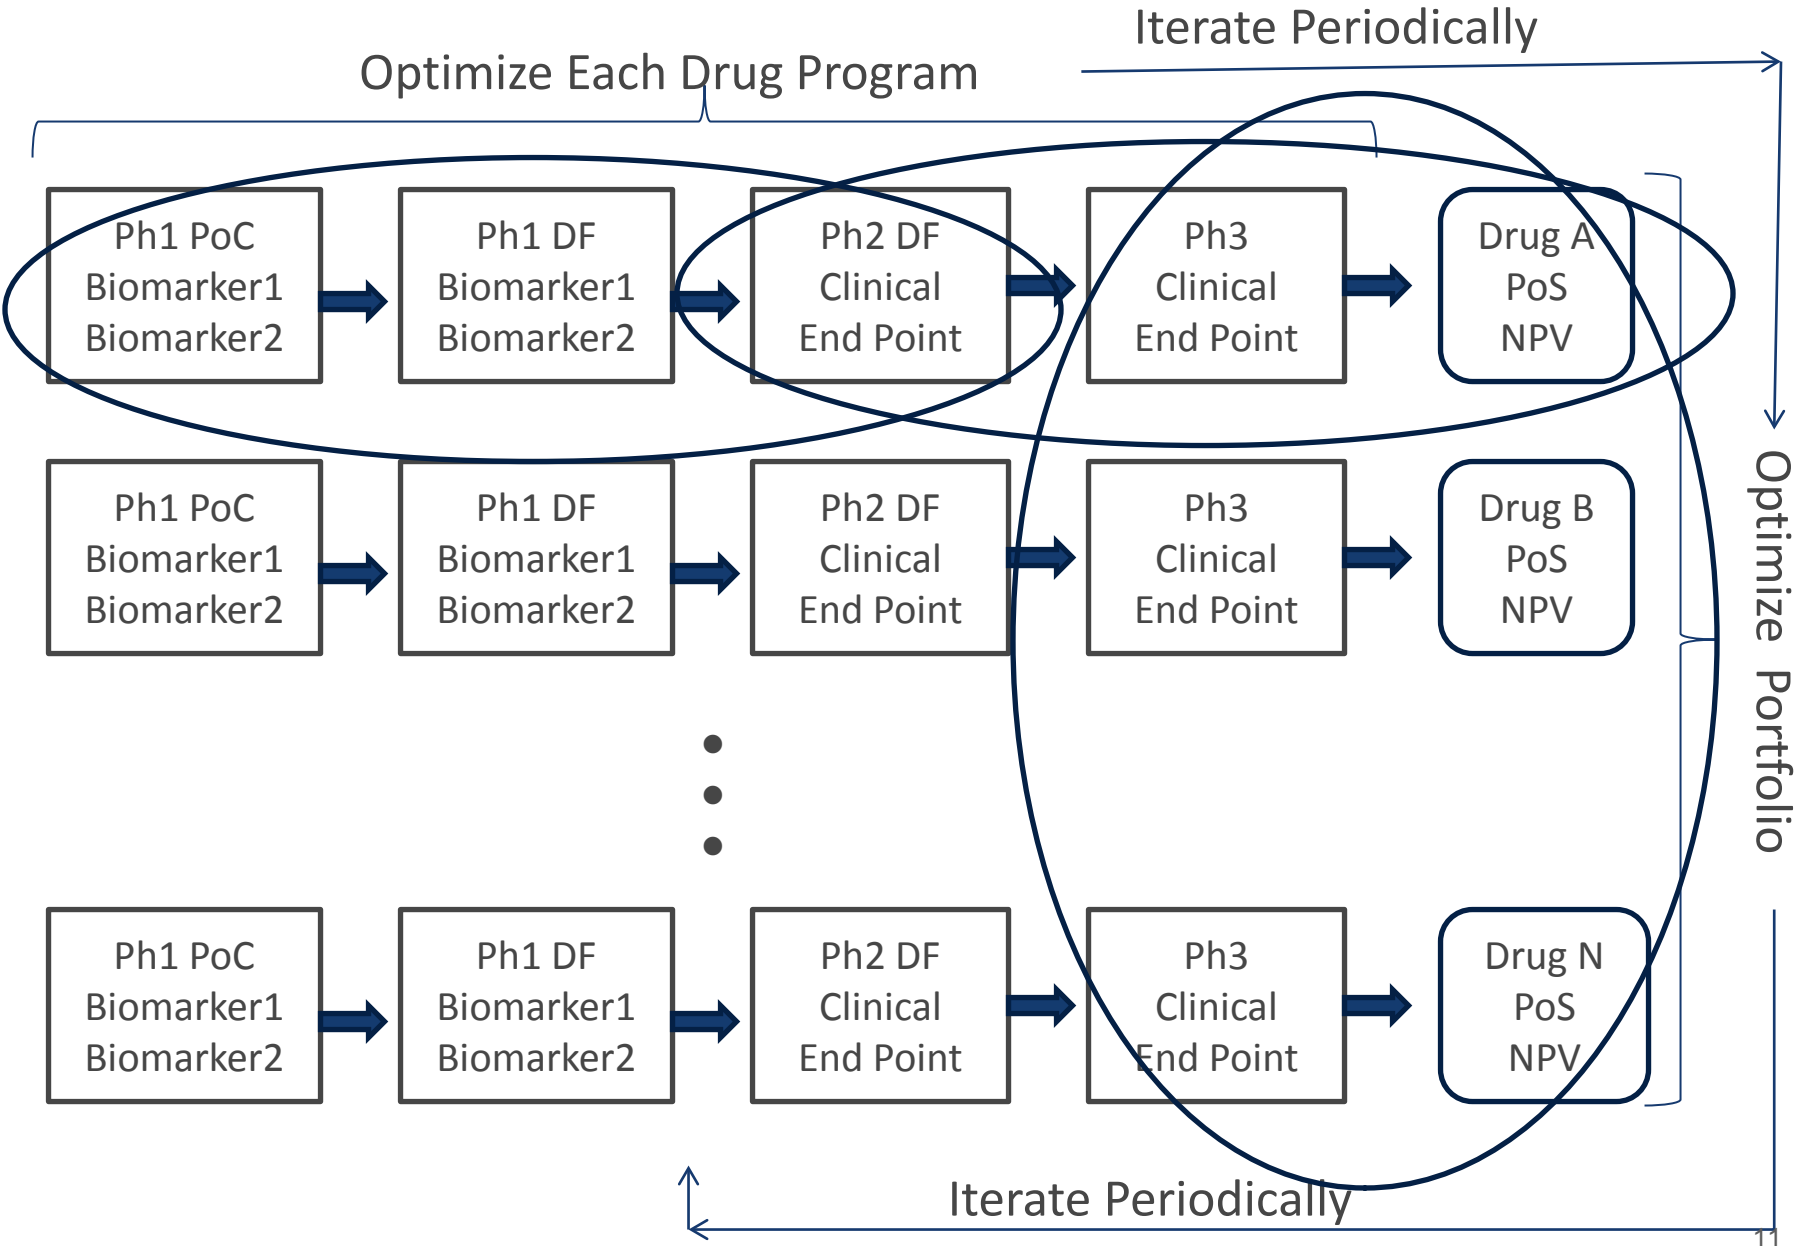 Iterate Periodically
Optimize Each Drug Program
Ph1 PoC
Biomarker1
Biomarker2
Ph1 DF
Biomarker1
Biomarker2
Ph2 DF
Clinical
End Point
Ph3
Clinical
End Point
Drug A
PoS
NPV
Ph1 PoC
Biomarker1
Biomarker2
Ph1 DF
Biomarker1
Biomarker2
Ph2 DF
Clinical
End Point
Ph3
Clinical
End Point
Drug B
PoS
NPV
Optimize Portfolio
Ph1 PoC
Biomarker1
Biomarker2
Ph1 DF
Biomarker1
Biomarker2
Ph2 DF
Clinical
End Point
Ph3
Clinical
End Point
Drug N
PoS
NPV
Iterate Periodically
11